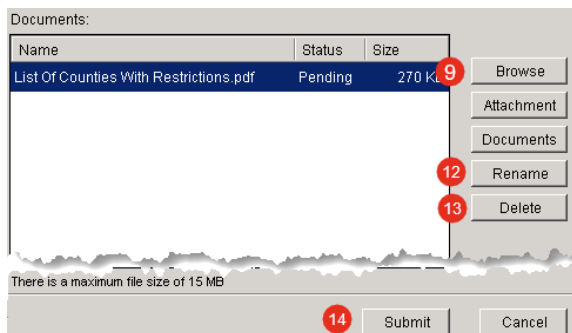 Documents:
Name Status Size
List Of Counties With Restrictions.pdf Pending 270 K
9 Browse
Attachment
Documents
12 Rename
13 Delete
There is a maximum file size of 15 MB
14 Submit Cancel